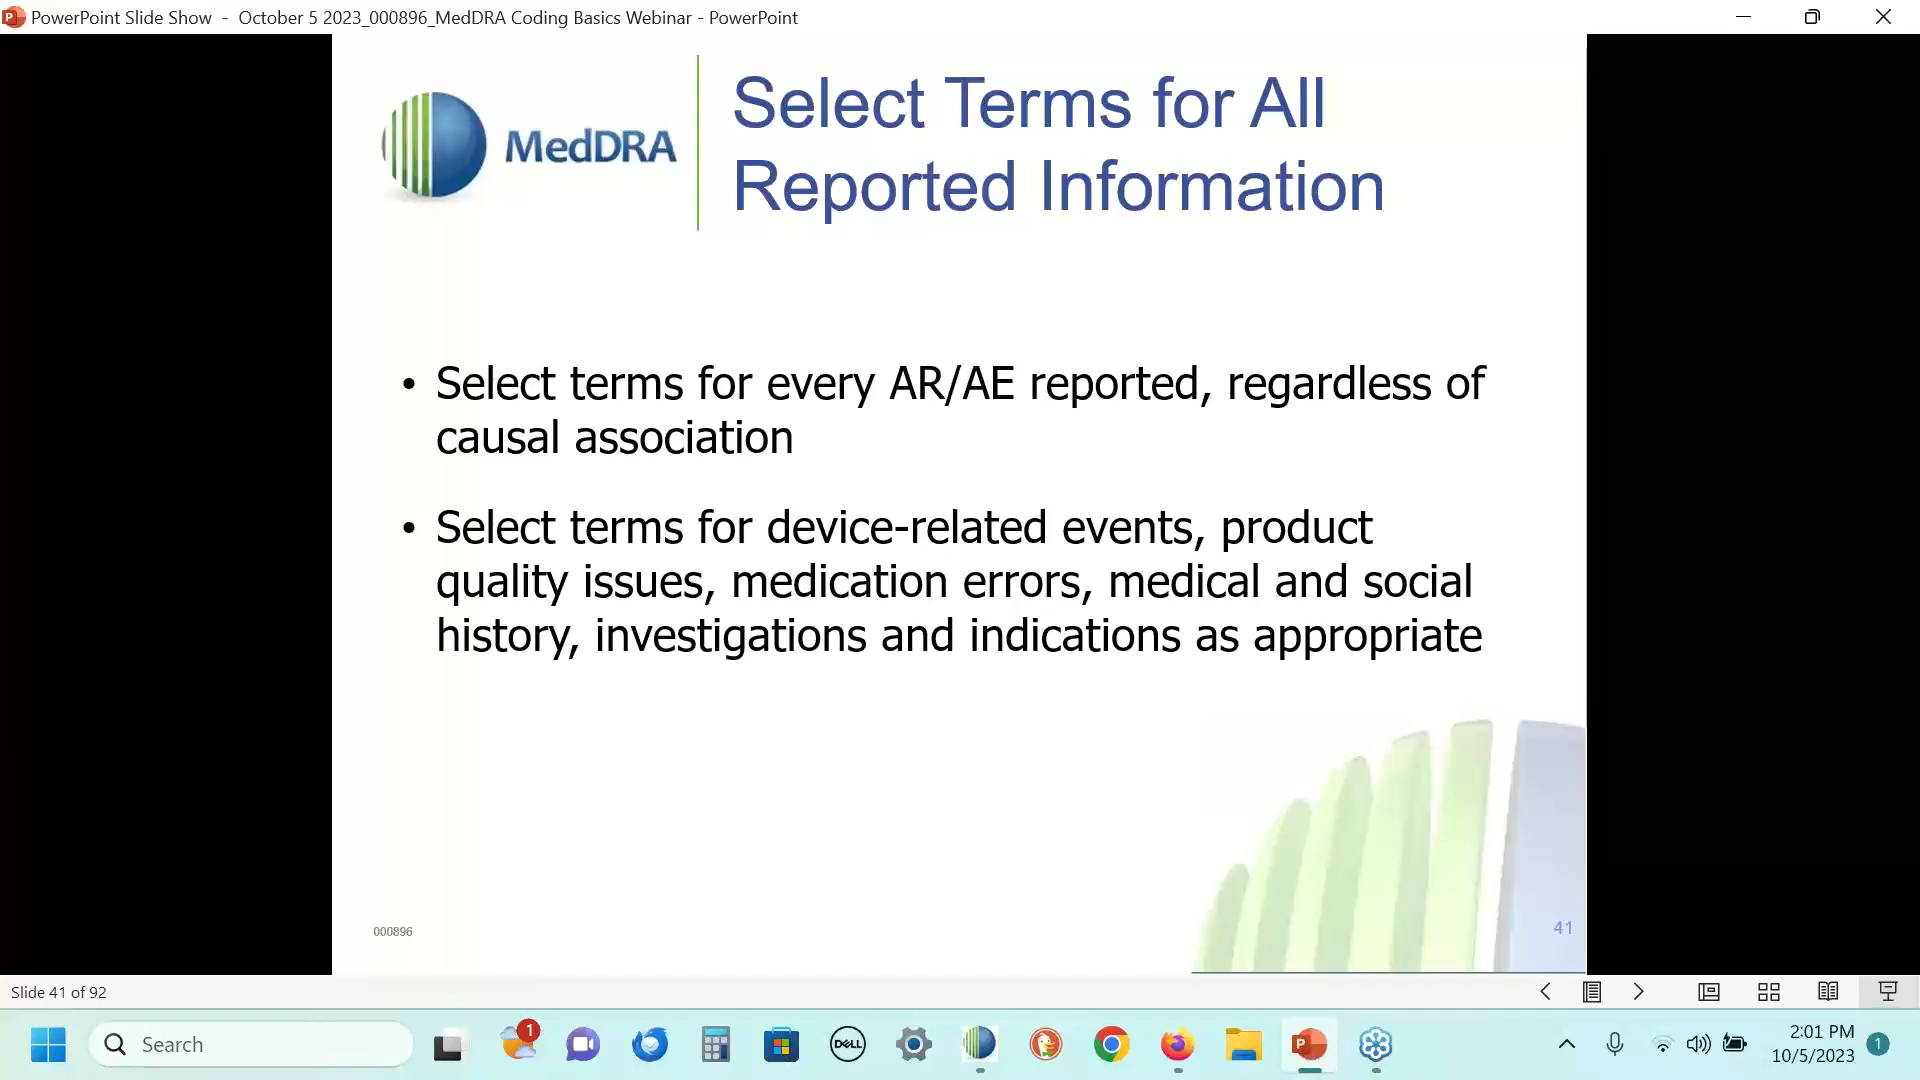 PowerPoint Slide Show - October 5 2023_000896_MedDRA Coding Basics Webinar - PowerPoint
MedDRA
Select Terms for All
Reported Information
• Select terms for every AR/AE reported, regardless of
causal association
• Select terms for device-related events, product
quality issues, medication errors, medical and social
history, investigations and indications as appropriate
000896
41
Slide 41 of 92
Search
1
DELL
2:01 PM
10/5/2023
1